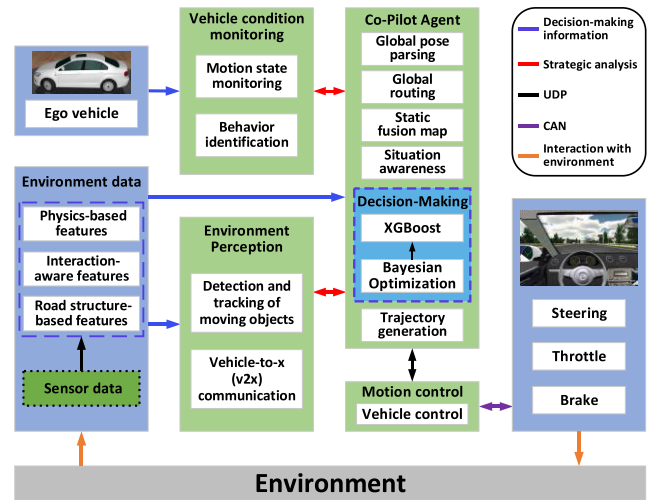 Ego vehicle
Vehicle condition
monitoring
Motion state
monitoring
Behavior
identification
Co-Pilot Agent
Global pose
parsing
Global
routing
Static
fusion map
Situation
awareness
Decision-Making
XGBoost
Bayesian
Optimization
Trajectory
generation
Decision-making
information
Strategic analysis
UDP
CAN
Interaction with
environment
Environment data
Physics-based
features
Interaction-
aware features
Road structure-
based features
Sensor data
Environment
Perception
Detection and
tracking of
moving objects
Vehicle-to-x
(v2x)
communication
Motion control
Vehicle control
Steering
Throttle
Brake
Environment